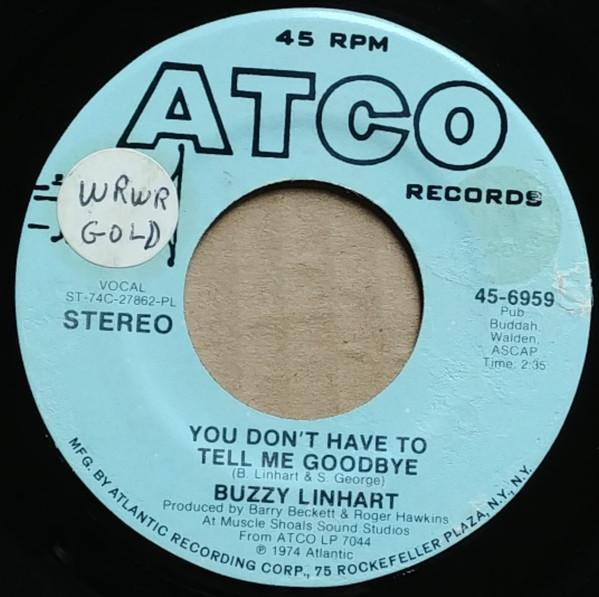 45 RPM
ATCO
RECORDS
WRWR
GOLD
VOCAL
ST-74C-27862-PL
STEREO
45-6959
Pub
Buddah,
Walden,
ASCAP
Time: 2:35
YOU DON'T HAVE TO
TELL ME GOODBYE
(B. Linhart & S. George)
BUZZY LINHART
Produced by Barry Beckett & Roger Hawkins
At Muscle Shoals Sound Studios
From ATCO LP 7044
℗ 1974 Atlantic
MFG. BY ATLANTIC RECORDING CORP., 75 ROCKEFELLER PLAZA, N.Y., N.Y.